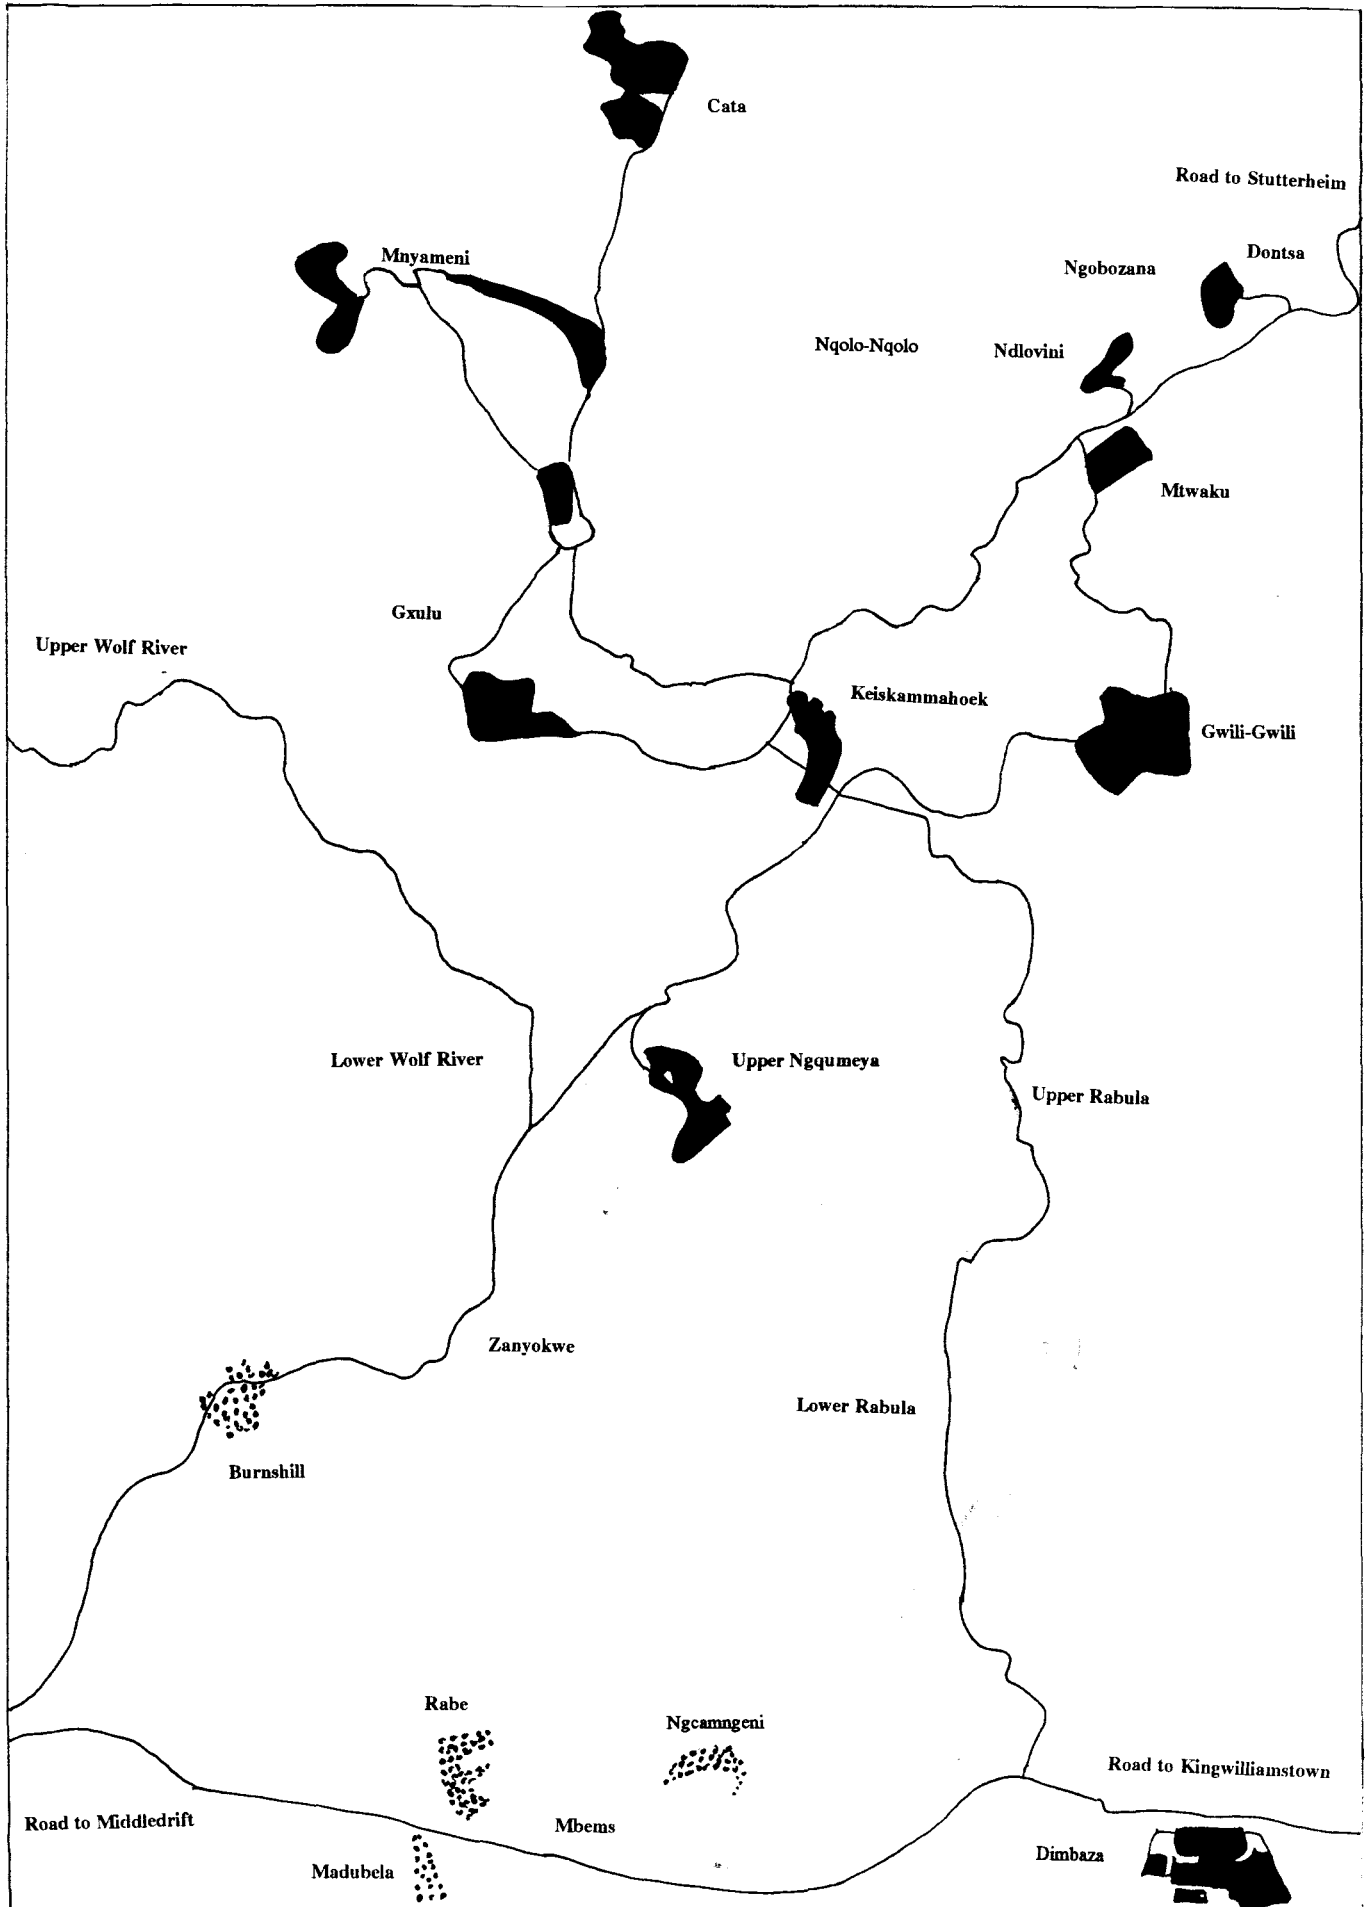 Cata
Road to Stutterheim
Mnyameni
Dontsa
Ngobozana
Nqolo-Nqolo
Ndlovini
Mtwaku
Gxulu
Upper Wolf River
Keiskammahoek
Gwili-Gwili
Lower Wolf River
Upper Ngqumeya
Upper Rabula
Zanyokwe
Lower Rabula
Burnshill
Rabe
Ngcamngeni
Road to Kingwilliamstown
Road to Middledrift
Mbems
Dimbaza
Madubela